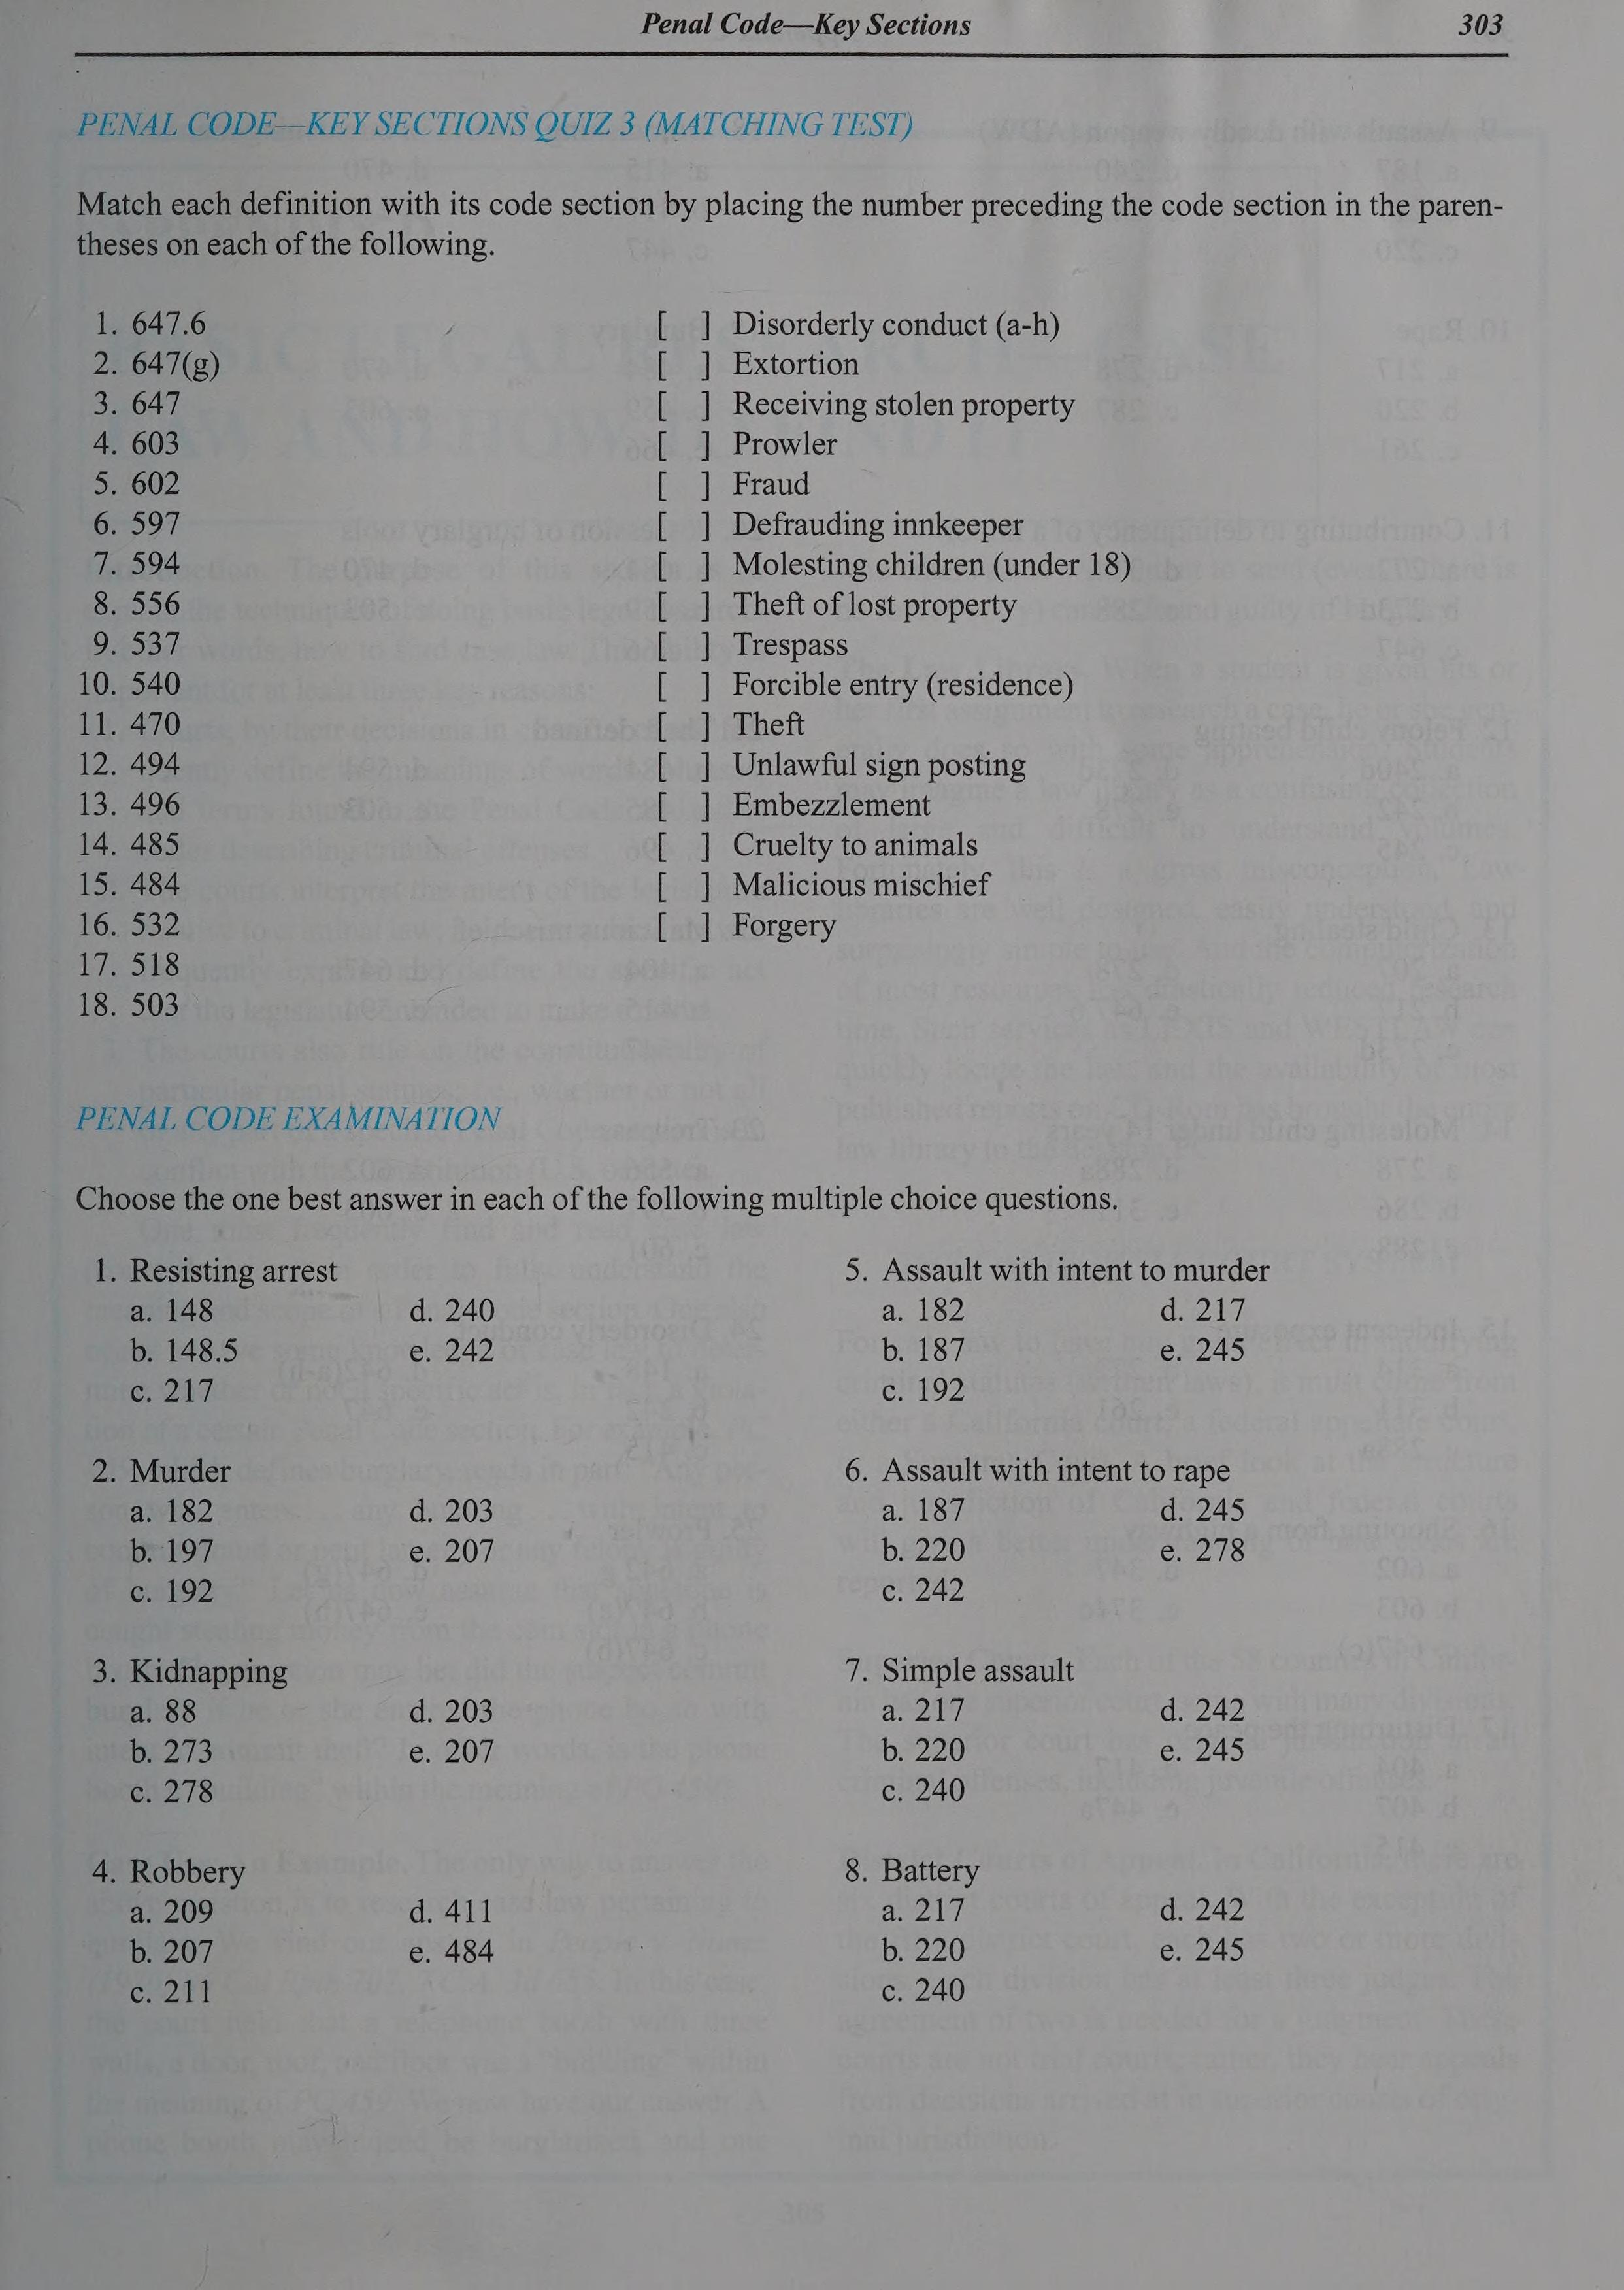 Penal Code—Key Sections 303
PENAL CODE—KEY SECTIONS QUIZ 3 (MATCHING TEST)
Match each definition with its code section by placing the number preceding the code section in the paren-
theses on each of the following.
1. 647.6 [ ] Disorderly conduct (a-h)
2. 647(g) [ ] Extortion
3. 647 [ ] Receiving stolen property
4. 603 [ ] Prowler
5. 602 [ ] Fraud
6. 597 [ ] Defrauding innkeeper
7. 594 [ ] Molesting children (under 18)
8. 556 [ ] Theft of lost property
9. 537 [ ] Trespass
10. 540 [ ] Forcible entry (residence)
11. 470 [ ] Theft
12. 494 [ ] Unlawful sign posting
13. 496 [ ] Embezzlement
14. 485 [ ] Cruelty to animals
15. 484 [ ] Malicious mischief
16. 532 [ ] Forgery
17. 518
18. 503
PENAL CODE EXAMINATION
Choose the one best answer in each of the following multiple choice questions.
1. Resisting arrest
a. 148 d. 240
b. 148.5 e. 242
c. 217
2. Murder
a. 182 d. 203
b. 197 e. 207
c. 192
3. Kidnapping
a. 88 d. 203
b. 273 e. 207
c. 278
4. Robbery
a. 209 d. 411
b. 207 e. 484
c. 211
5. Assault with intent to murder
a. 182 d. 217
b. 187 e. 245
c. 192
6. Assault with intent to rape
a. 187 d. 245
b. 220 e. 278
c. 242
7. Simple assault
a. 217 d. 242
b. 220 e. 245
c. 240
8. Battery
a. 217 d. 242
b. 220 e. 245
c. 240